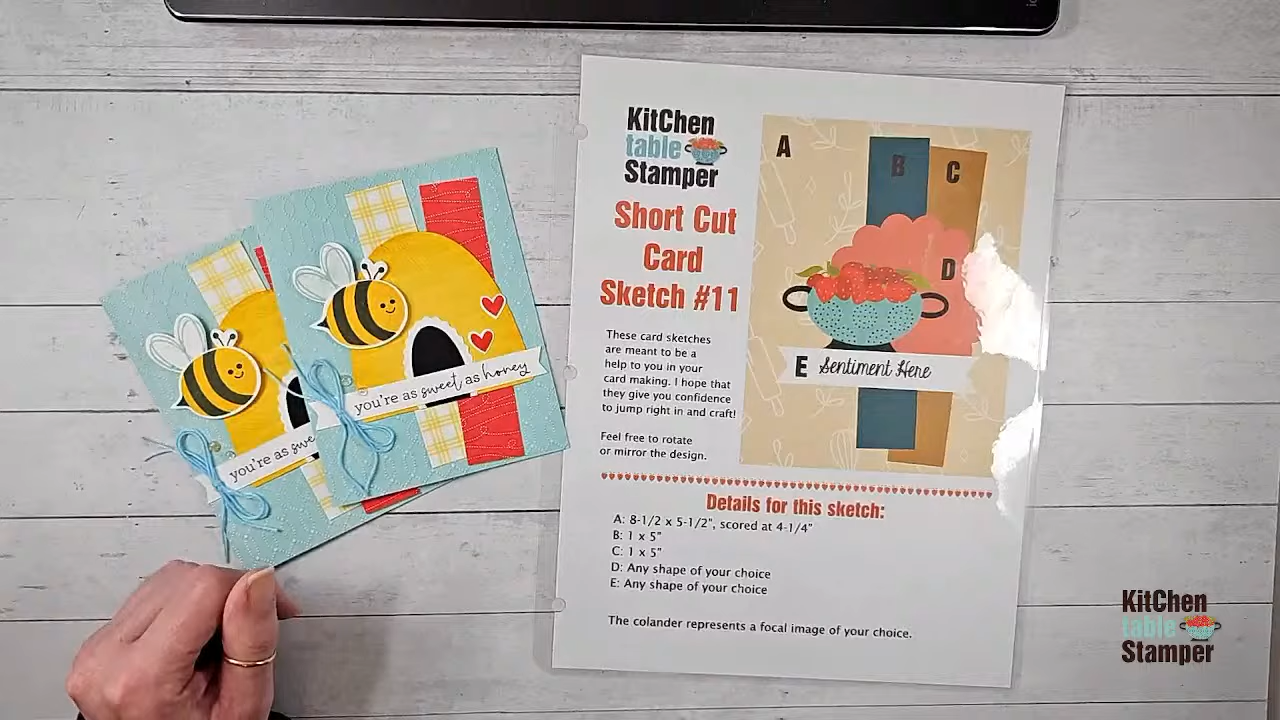 you're as sweet as honey
you're as swe
KitChen
table
Stamper
Short Cut
Card
Sketch #11
These card sketches
are meant to be a
help to you in your
card making. I hope that
they give you confidence
to jump right in and craft!
Feel free to rotate
or mirror the design.
A
B
C
D
E Sentiment Here
Details for this sketch:
A: 8-1/2 x 5-1/2", scored at 4-1/4"
B: 1 x 5"
C: 1 x 5"
D: Any shape of your choice
E: Any shape of your choice
The colander represents a focal image of your choice.
KitChen
table
Stamper